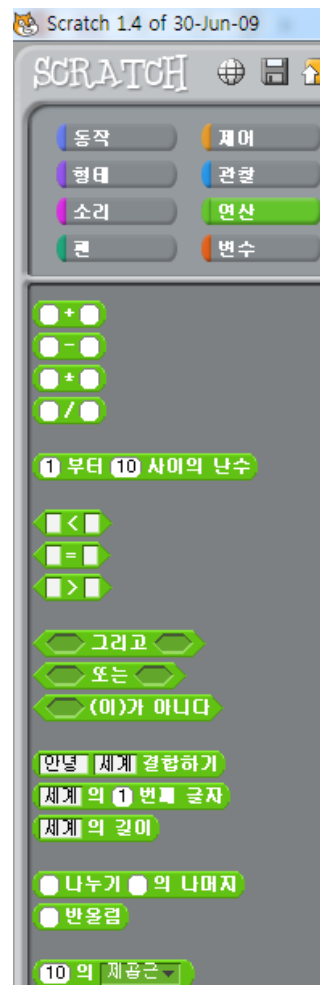 Scratch 1.4 of 30-Jun-09
SCRATCH
동작 제어
형태 관찰
소리 연산
펜 변수
+
-
*
/
1 부터 10 사이의 난수
<
=
>
그리고
또는
(이)가 아니다
안녕 세계 결합하기
세계 의 1 번째 글자
세계 의 길이
나누기 의 나머지
반올림
10 의 제곱근